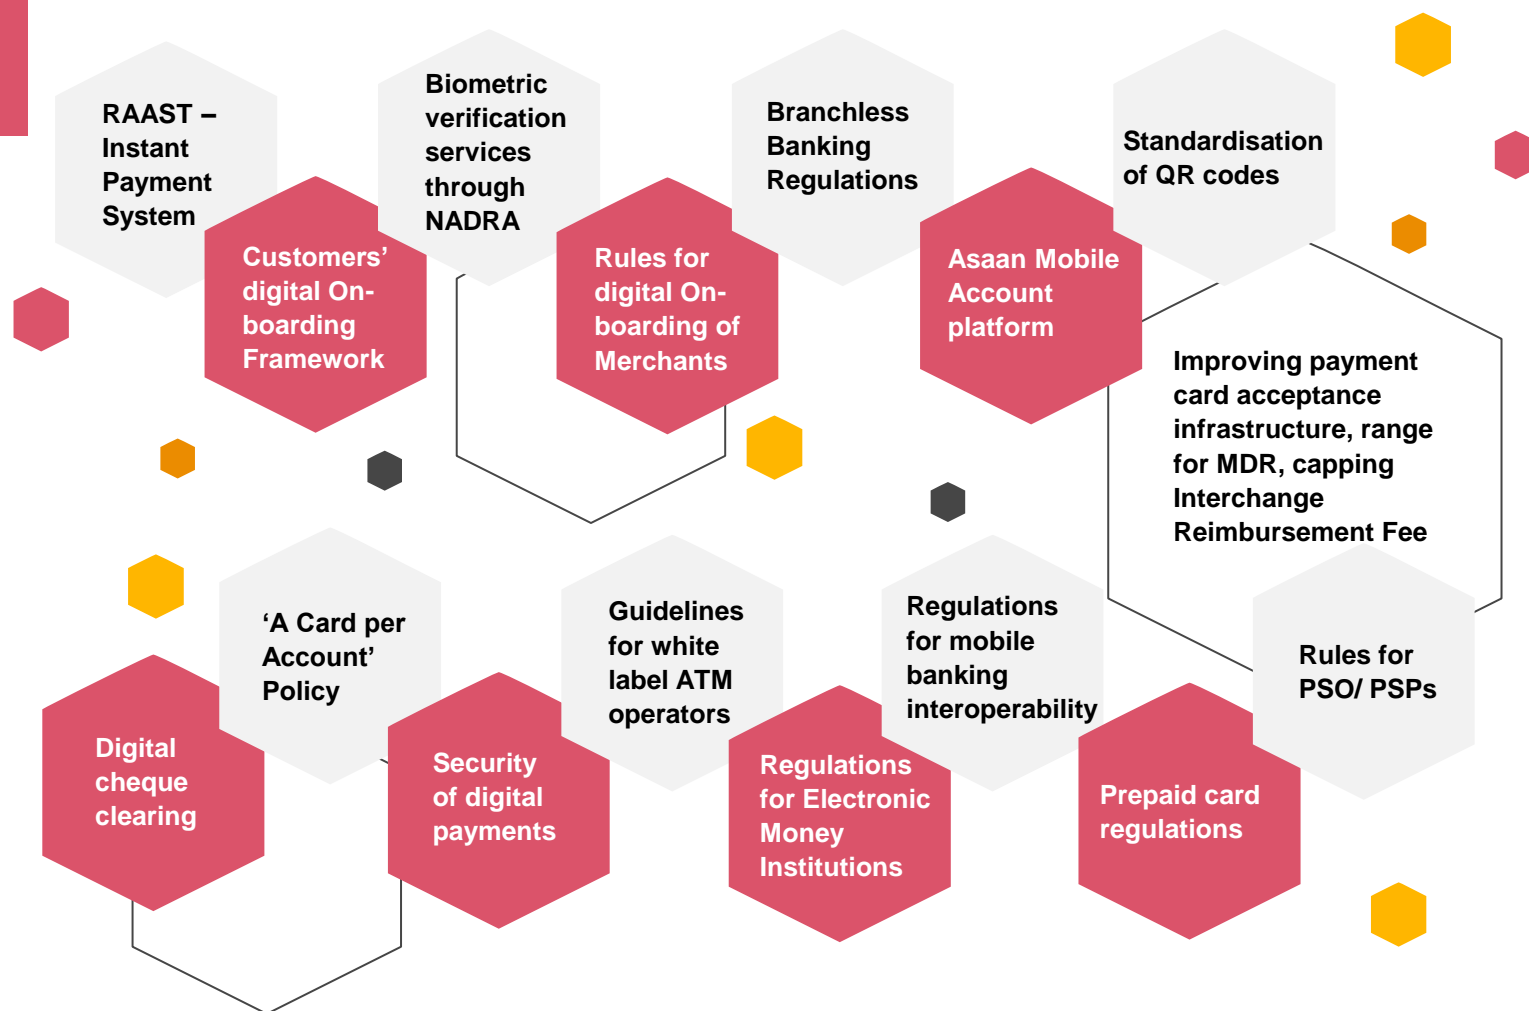 RAAST –
Instant
Payment
System
Customers’
digital On-
boarding
Framework
Biometric
verification
services
through
NADRA
Rules for
digital On-
boarding of
Merchants
Branchless
Banking
Regulations
Asaan Mobile
Account
platform
Standardisation
of QR codes
Improving payment
card acceptance
infrastructure, range
for MDR, capping
Interchange
Reimbursement Fee
Digital
cheque
clearing
‘A Card per
Account’
Policy
Security
of digital
payments
Guidelines
for white
label ATM
operators
Regulations
for Electronic
Money
Institutions
Regulations
for mobile
banking
interoperability
Prepaid card
regulations
Rules for
PSO/ PSPs